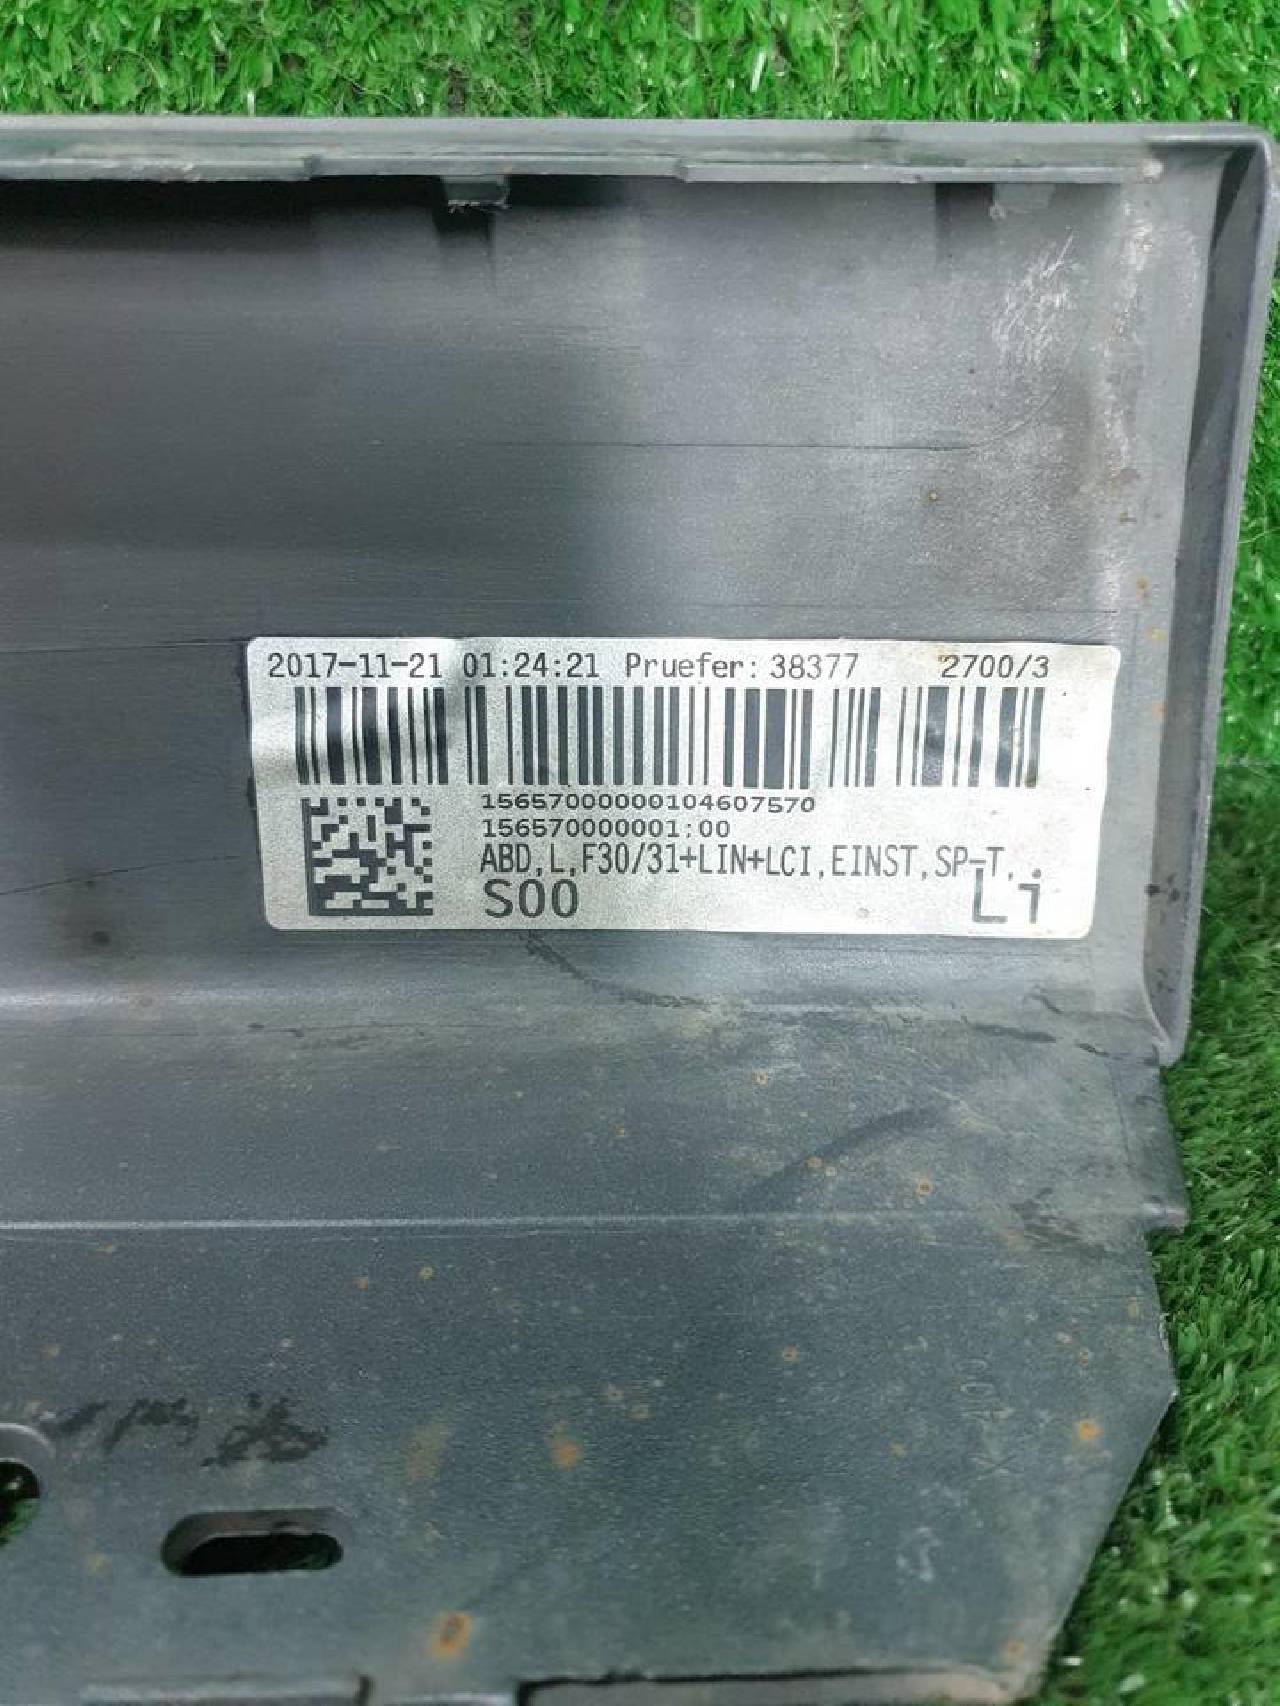 2017-11-21 01:24:21 Pruefer: 38377 2700/3
15657000000104607570
156570000001:00
ABD,L,F30/31+LIN+LCI,EINST,SP-T,.
S00 Li